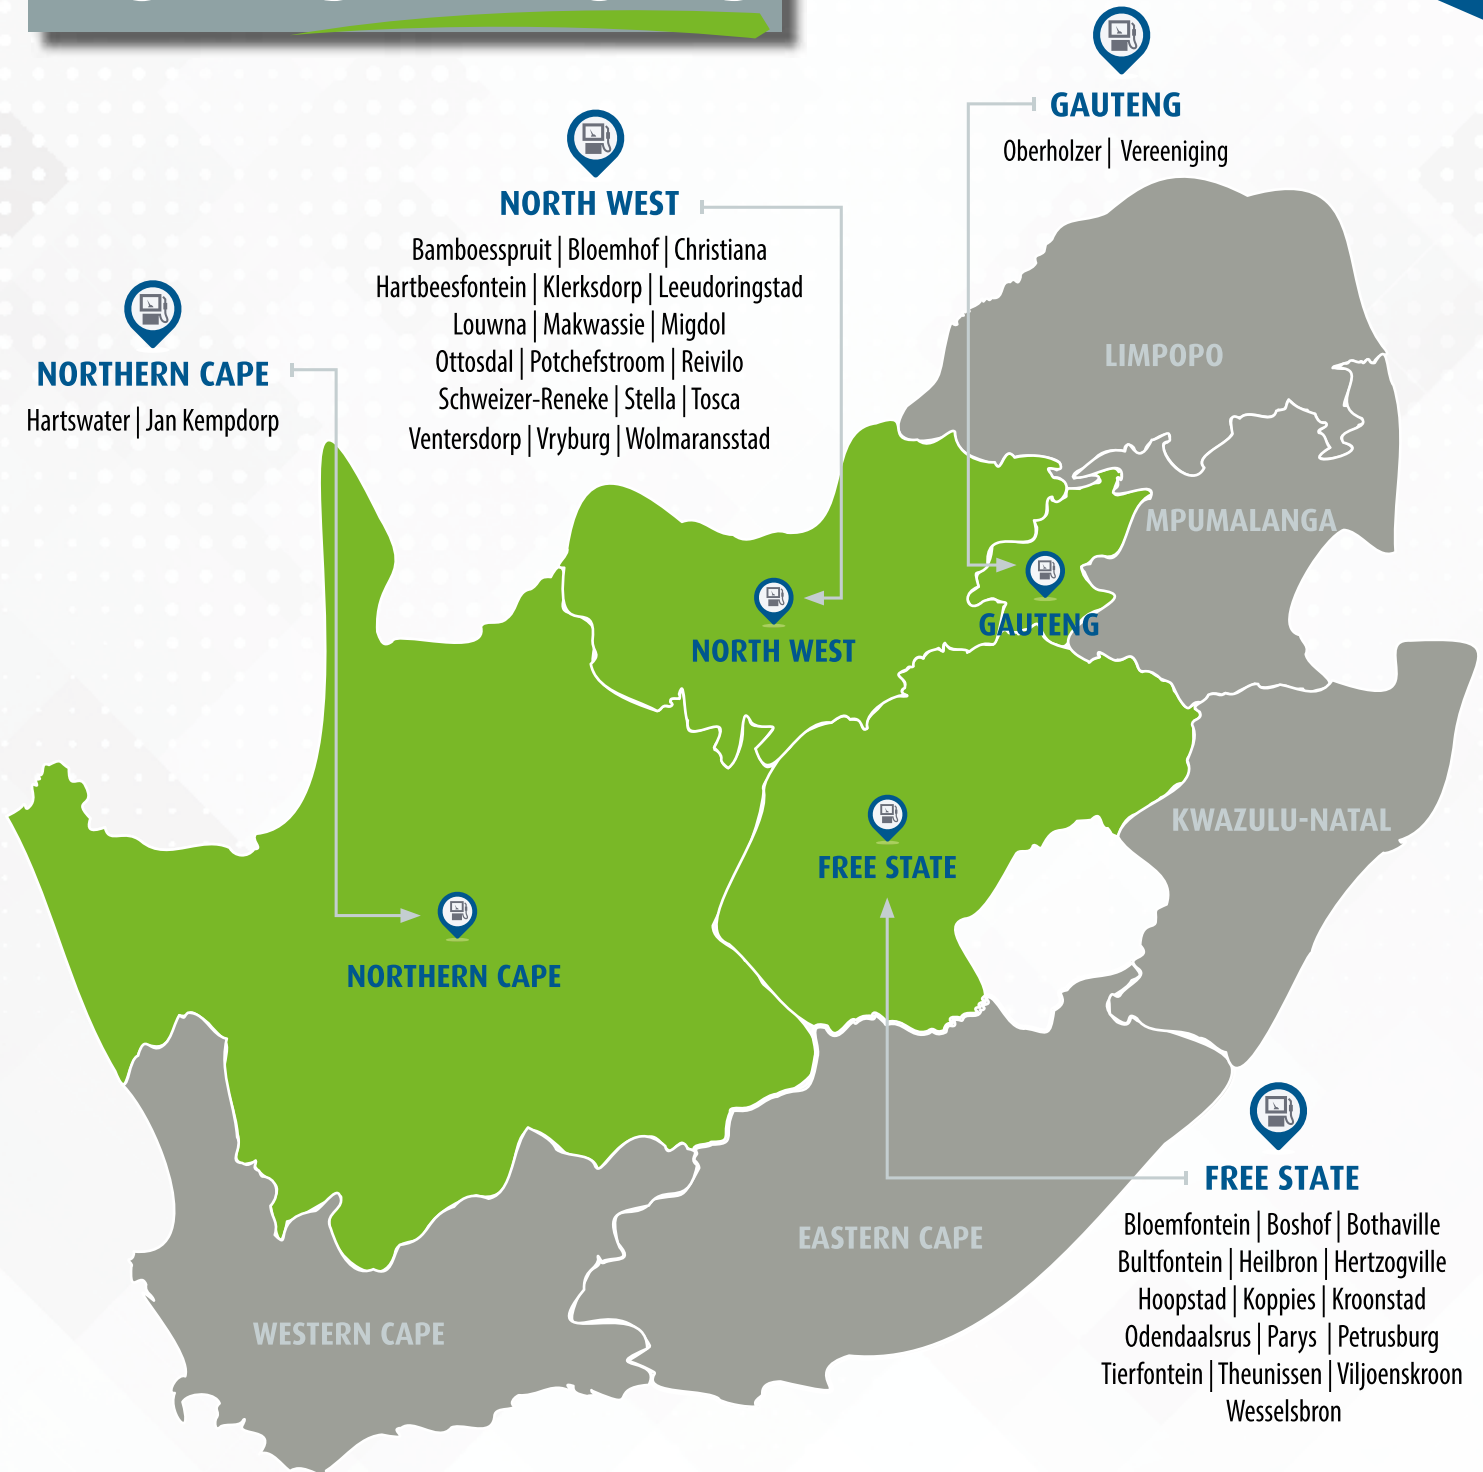 GAUTENG
Oberholzer | Vereeniging
NORTH WEST
Bamboesspruit | Bloemhof | Christiana
Hartbeesfontein | Klerksdorp | Leeudoringstad
Louwna | Makwassie | Migdol
Ottosdal | Potchefstroom | Reivilo
Schweizer-Reneke | Stella | Tosca
Ventersdorp | Vryburg | Wolmaransstad
NORTHERN CAPE
Hartswater | Jan Kempdorp
LIMPOPO
MPUMALANGA
GAUTENG
NORTH WEST
KWAZULU-NATAL
FREE STATE
NORTHERN CAPE
EASTERN CAPE
WESTERN CAPE
FREE STATE
Bloemfontein | Boshof | Bothaville
Bultfontein | Heilbron | Hertzogville
Hoopstad | Koppies | Kroonstad
Odendaalsrus | Parys | Petrusburg
Tierfontein | Theunissen | Viljoenskroon
Wesselsbron